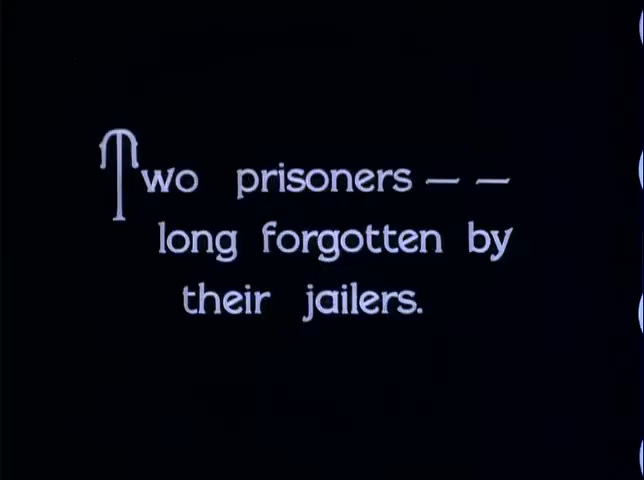 Two prisoners — —
long forgotten by
their jailers.